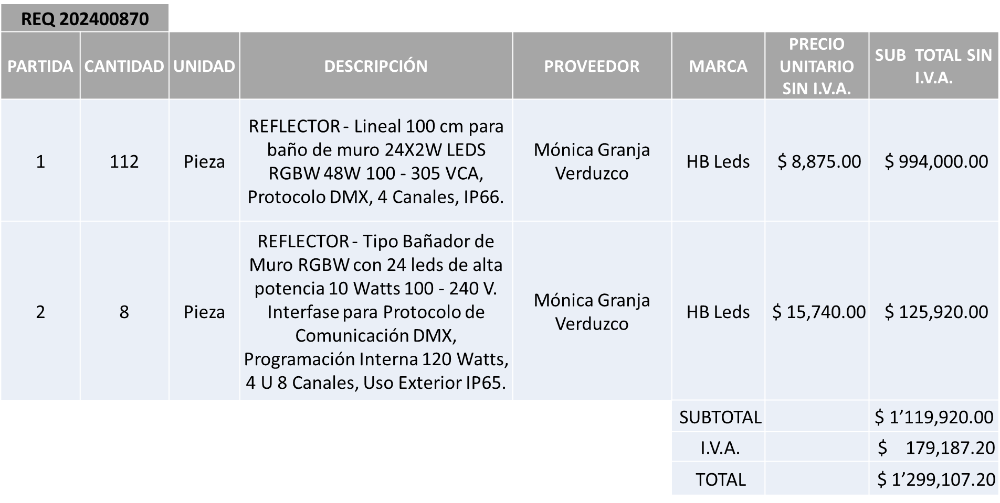 REQ 202400870
PARTIDA CANTIDAD UNIDAD DESCRIPCIÓN PROVEEDOR MARCA PRECIO UNITARIO SIN I.V.A. SUB TOTAL SIN I.V.A.
1 112 Pieza
REFLECTOR - Lineal 100 cm para
baño de muro 24X2W LEDS
RGBW 48W 100 - 305 VCA,
Protocolo DMX, 4 Canales, IP66.
Mónica Granja
Verduzco
HB Leds $ 8,875.00 $ 994,000.00
2 8 Pieza
REFLECTOR - Tipo Bañador de
Muro RGBW con 24 leds de alta
potencia 10 Watts 100 - 240 V.
Interfase para Protocolo de
Comunicación DMX,
Programación Interna 120 Watts,
4 U 8 Canales, Uso Exterior IP65.
Mónica Granja
Verduzco
HB Leds $ 15,740.00 $ 125,920.00
SUBTOTAL $ 1’119,920.00
I.V.A. $ 179,187.20
TOTAL $ 1’299,107.20